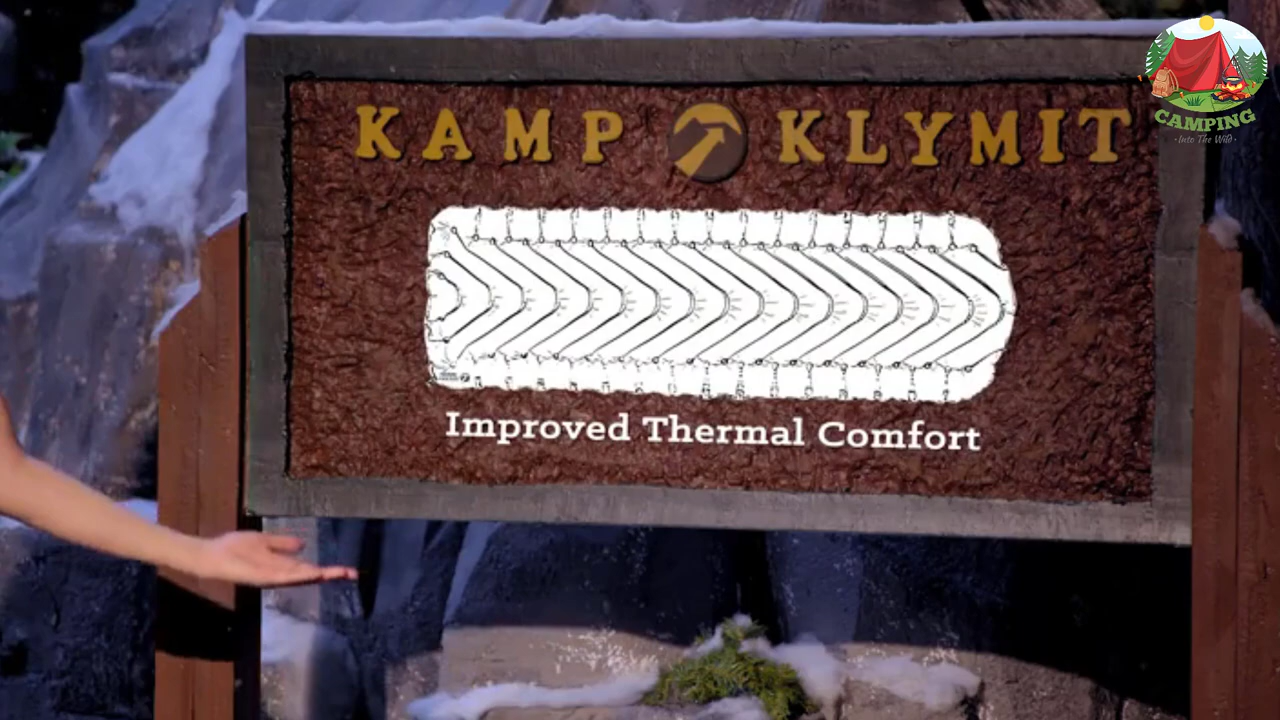 KAMP KLYMIT
Improved Thermal Comfort
CAMPING
Into The Wild